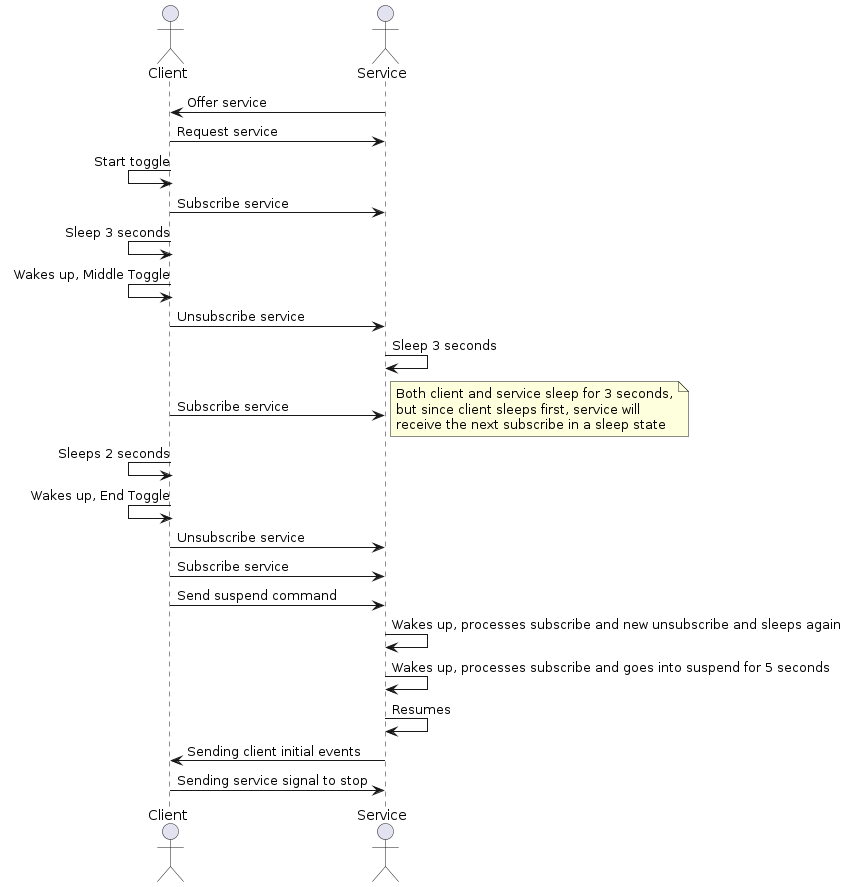 Client
Service
Offer service
Request service
Start toggle
Subscribe service
Sleep 3 seconds
Wakes up, Middle Toggle
Unsubscribe service
Sleep 3 seconds
Both client and service sleep for 3 seconds,
but since client sleeps first, service will
receive the next subscribe in a sleep state
Subscribe service
Sleeps 2 seconds
Wakes up, End Toggle
Unsubscribe service
Subscribe service
Send suspend command
Wakes up, processes subscribe and new unsubscribe and sleeps again
Wakes up, processes subscribe and goes into suspend for 5 seconds
Resumes
Sending client initial events
Sending service signal to stop
Client
Service